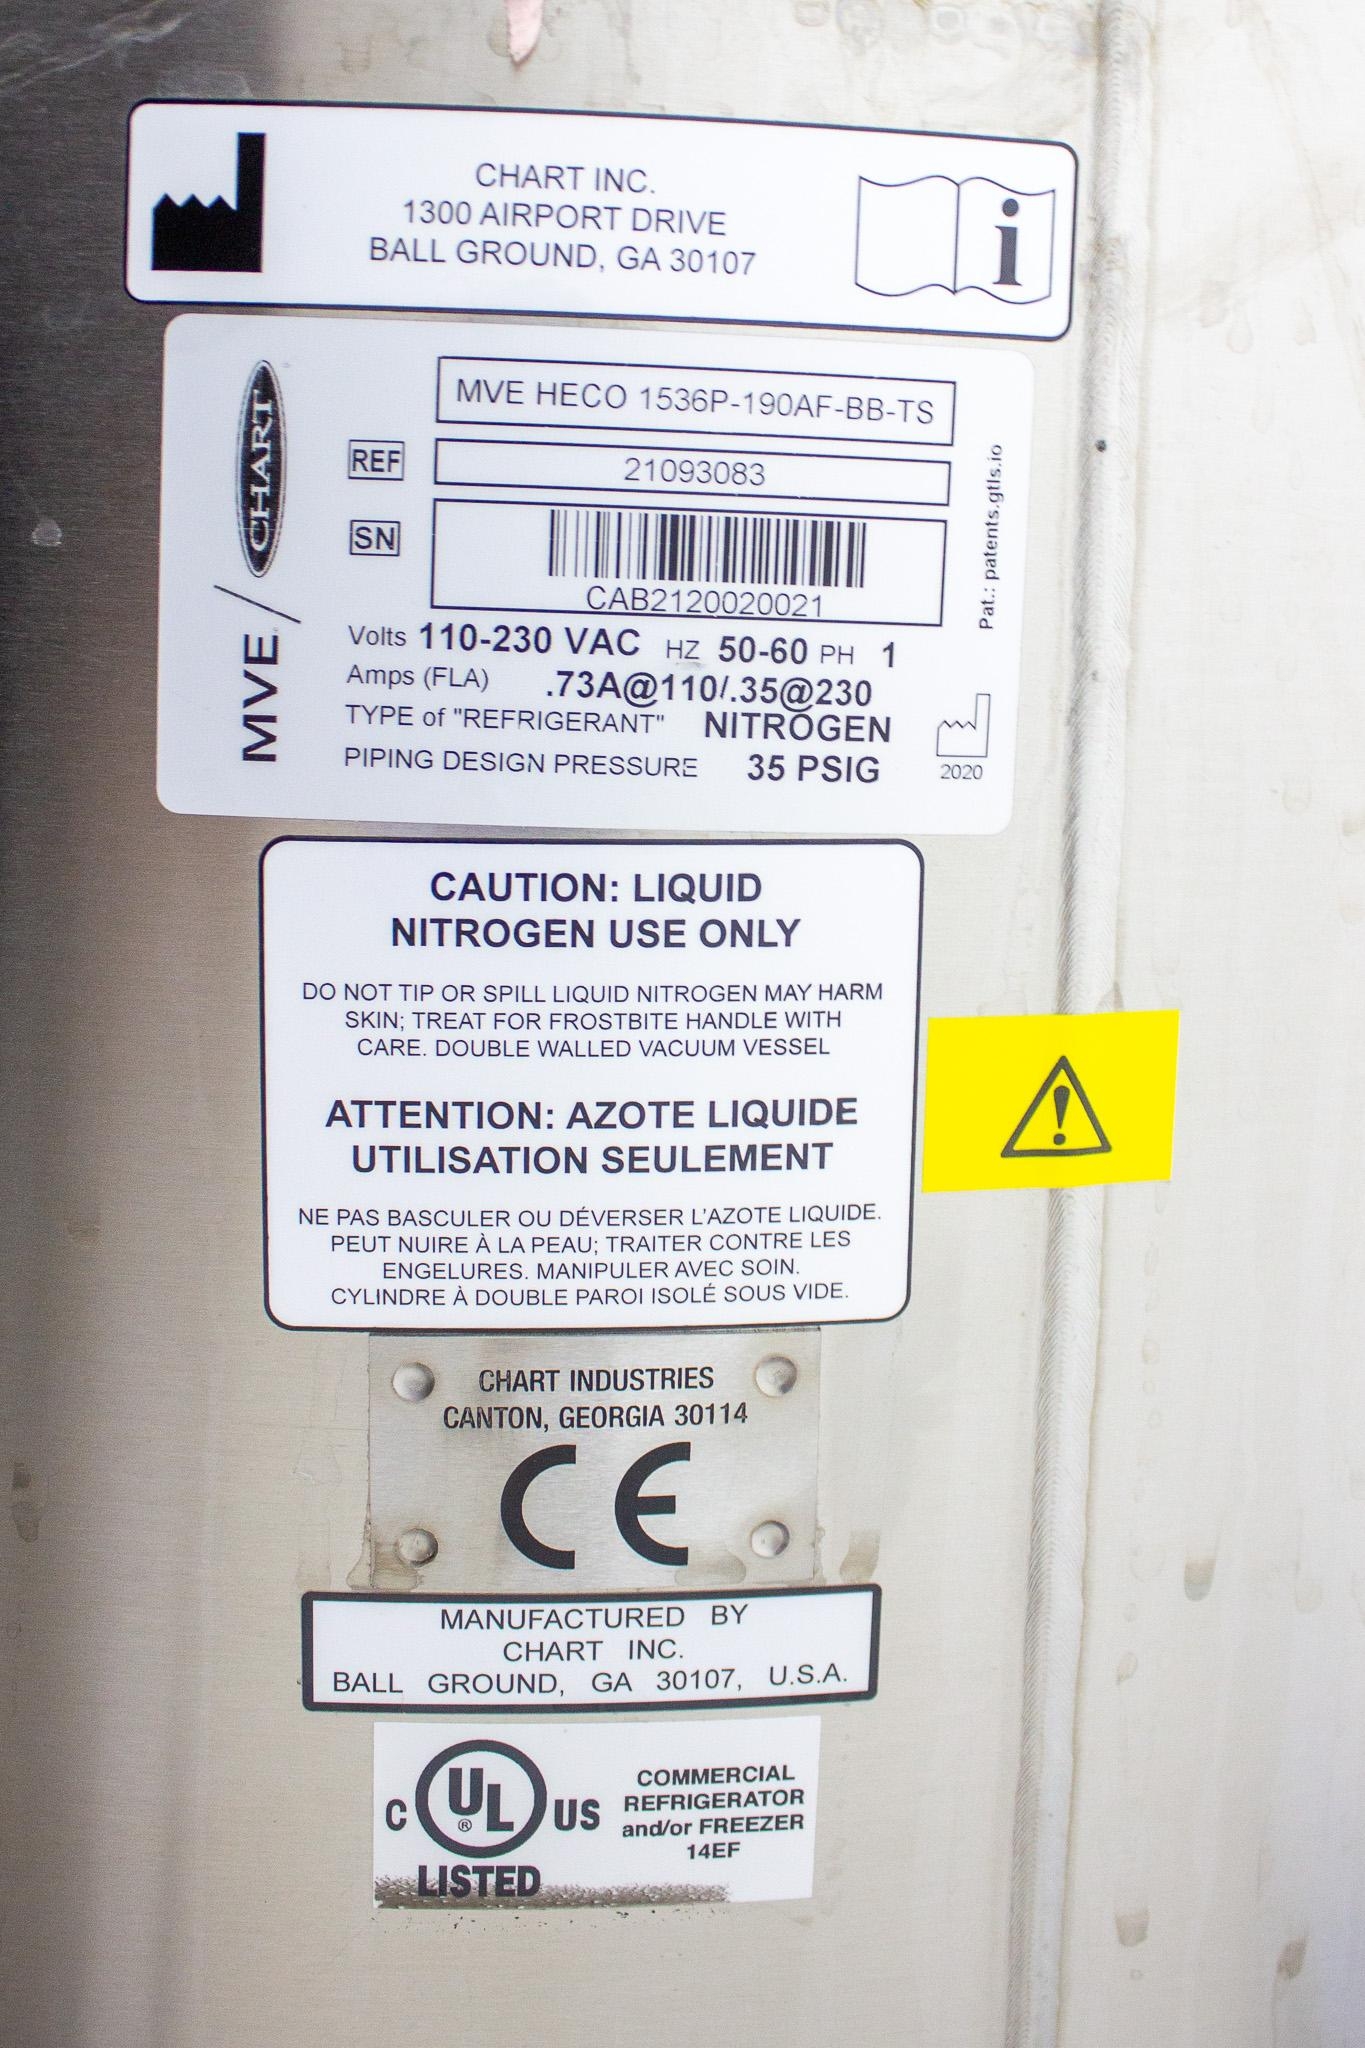 CHART INC.
1300 AIRPORT DRIVE
BALL GROUND, GA 30107
i
MVE / CHART
MVE HECO 1536P-190AF-BB-TS
REF 21093083
SN
CAB2120020021
Pat.: patents.gtls.io
Volts 110-230 VAC HZ 50-60 PH 1
Amps (FLA) .73A@110/.35@230
TYPE of "REFRIGERANT" NITROGEN
PIPING DESIGN PRESSURE 35 PSIG
2020
CAUTION: LIQUID
NITROGEN USE ONLY
DO NOT TIP OR SPILL LIQUID NITROGEN MAY HARM
SKIN; TREAT FOR FROSTBITE HANDLE WITH
CARE. DOUBLE WALLED VACUUM VESSEL
ATTENTION: AZOTE LIQUIDE
UTILISATION SEULEMENT
NE PAS BASCULER OU DÉVERSER L'AZOTE LIQUIDE.
PEUT NUIRE À LA PEAU; TRAITER CONTRE LES
ENGELURES. MANIPULER AVEC SOIN.
CYLINDRE À DOUBLE PAROI ISOLÉ SOUS VIDE.
!
CHART INDUSTRIES
CANTON, GEORGIA 30114
CE
MANUFACTURED BY
CHART INC.
BALL GROUND, GA 30107, U.S.A.
C UL® US
LISTED
COMMERCIAL
REFRIGERATOR
and/or FREEZER
14EF